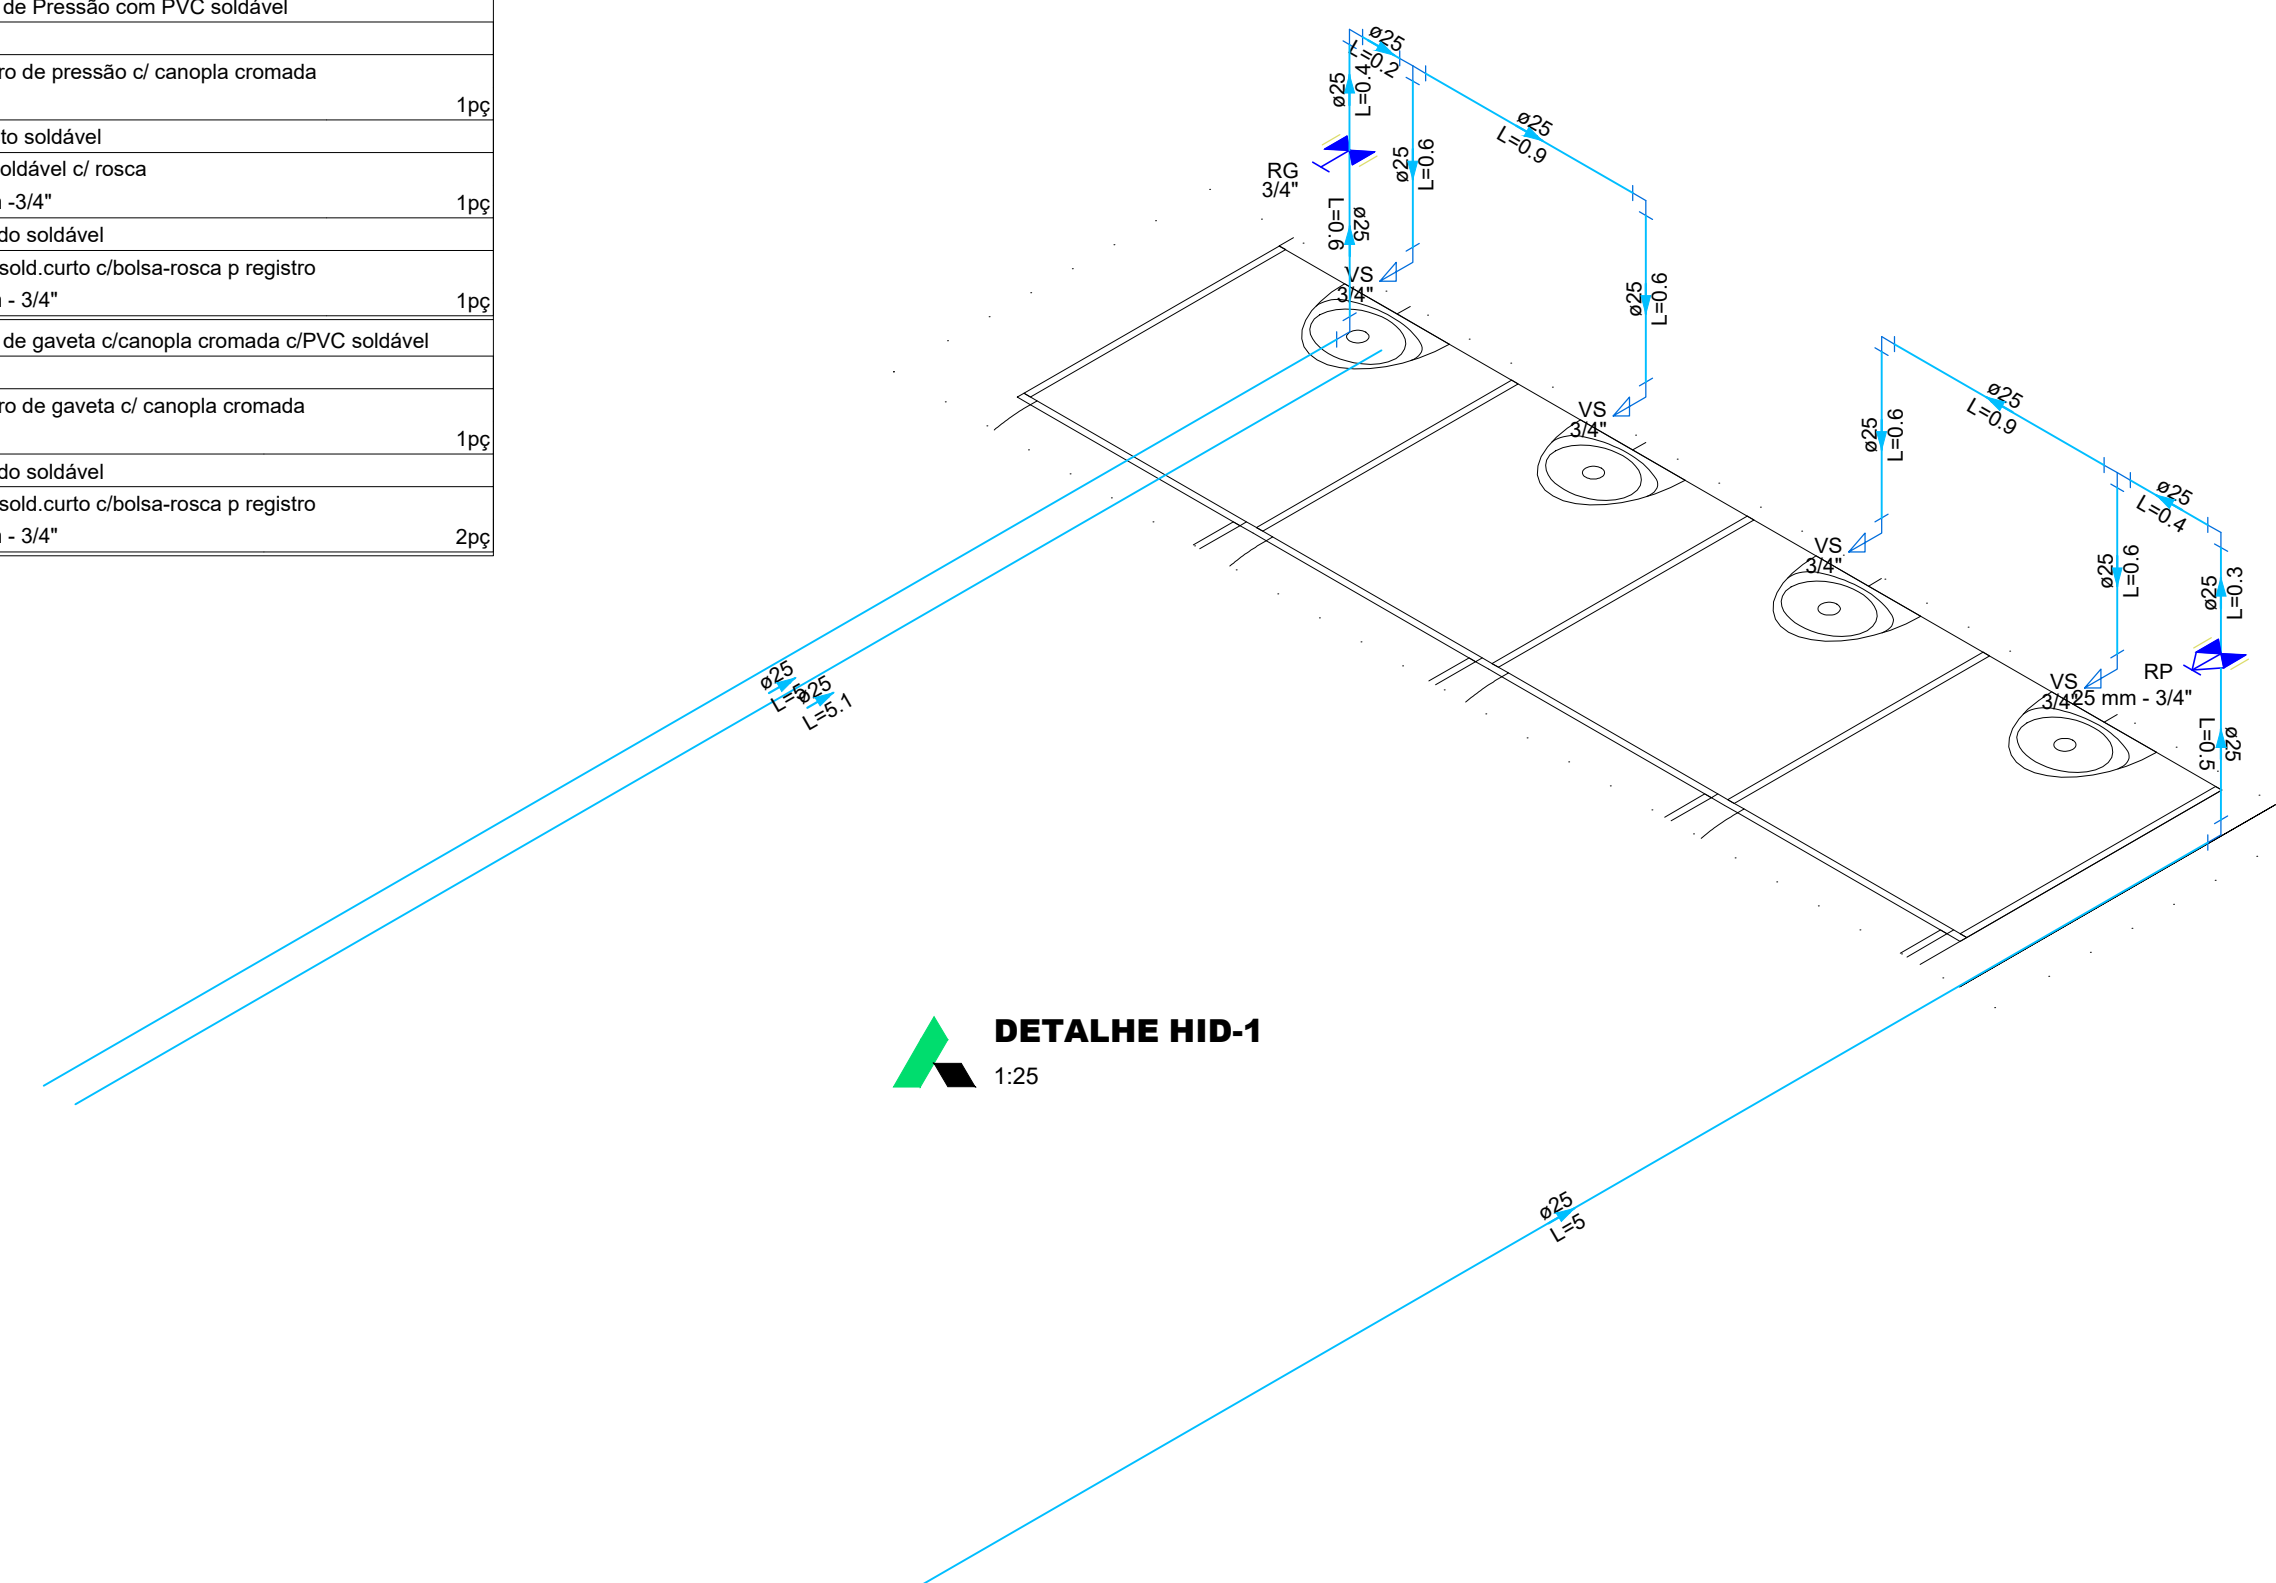 de Pressão com PVC soldável
ro de pressão c/ canopla cromada
1pç
to soldável
oldável c/ rosca
-3/4"
1pç
do soldável
sold.curto c/bolsa-rosca p registro
- 3/4"
1pç
de gaveta c/canopla cromada c/PVC soldável
ro de gaveta c/ canopla cromada
1pç
do soldável
sold.curto c/bolsa-rosca p registro
- 3/4"
2pç
ø25
L=0.2
ø25
L=0.4
ø25
L=0.9
ø25
L=0.6
RG
3/4"
L=0.6
ø25
VS
3/4"
ø25
L=0.6
VS
3/4"
ø25
L=0.9
ø25
L=0.6
ø25
L=0.4
VS
3/4"
ø25
L=0.6
ø25
L=0.3
VS
3/4"
RP
25 mm - 3/4"
L=0.5
ø25
ø25
L=5
ø25
L=5.1
DETALHE HID-1
1:25
ø25
L=5